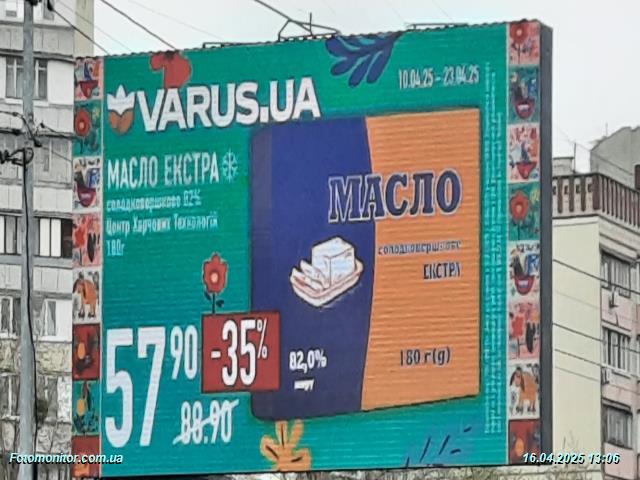 10.04.25 – 23.04.25
VARUS.UA
МАСЛО ЕКСТРА
солодковершкове 82%
Центр Харчових Технологій
180г
МАСЛО
солодковершкове
ЕКСТРА
57 90
-35%
88.90
82,0%
жиру
180 г(g)
Fotomonitor.com.ua
16.04.2025 13:06